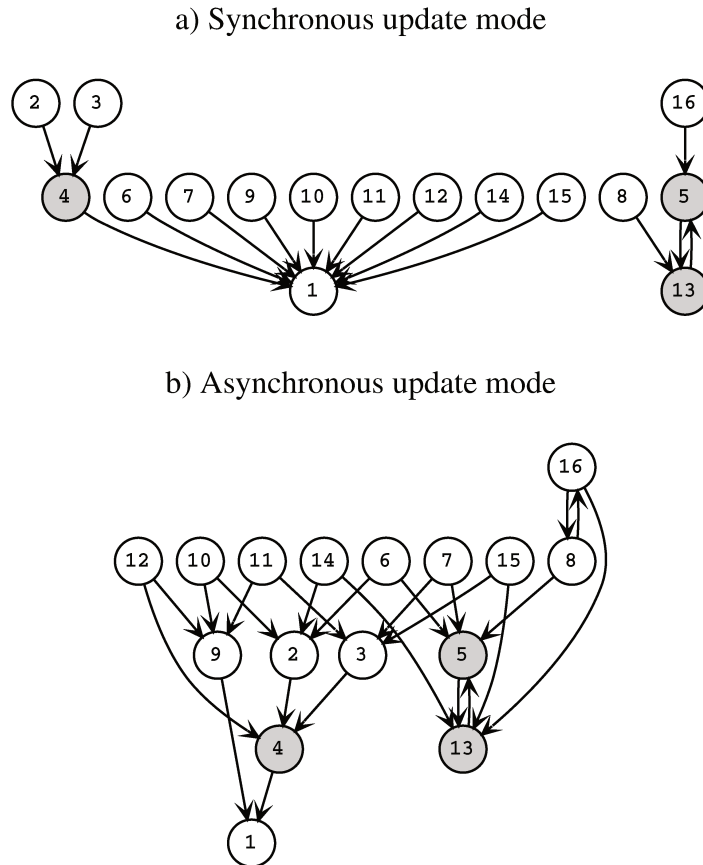 a) Synchronous update mode
2 3 16
4 6 7 9 10 11 12 14 15 8 5
1 13
b) Asynchronous update mode
16
12 10 11 14 6 7 15 8
9 2 3 5
4 13
1